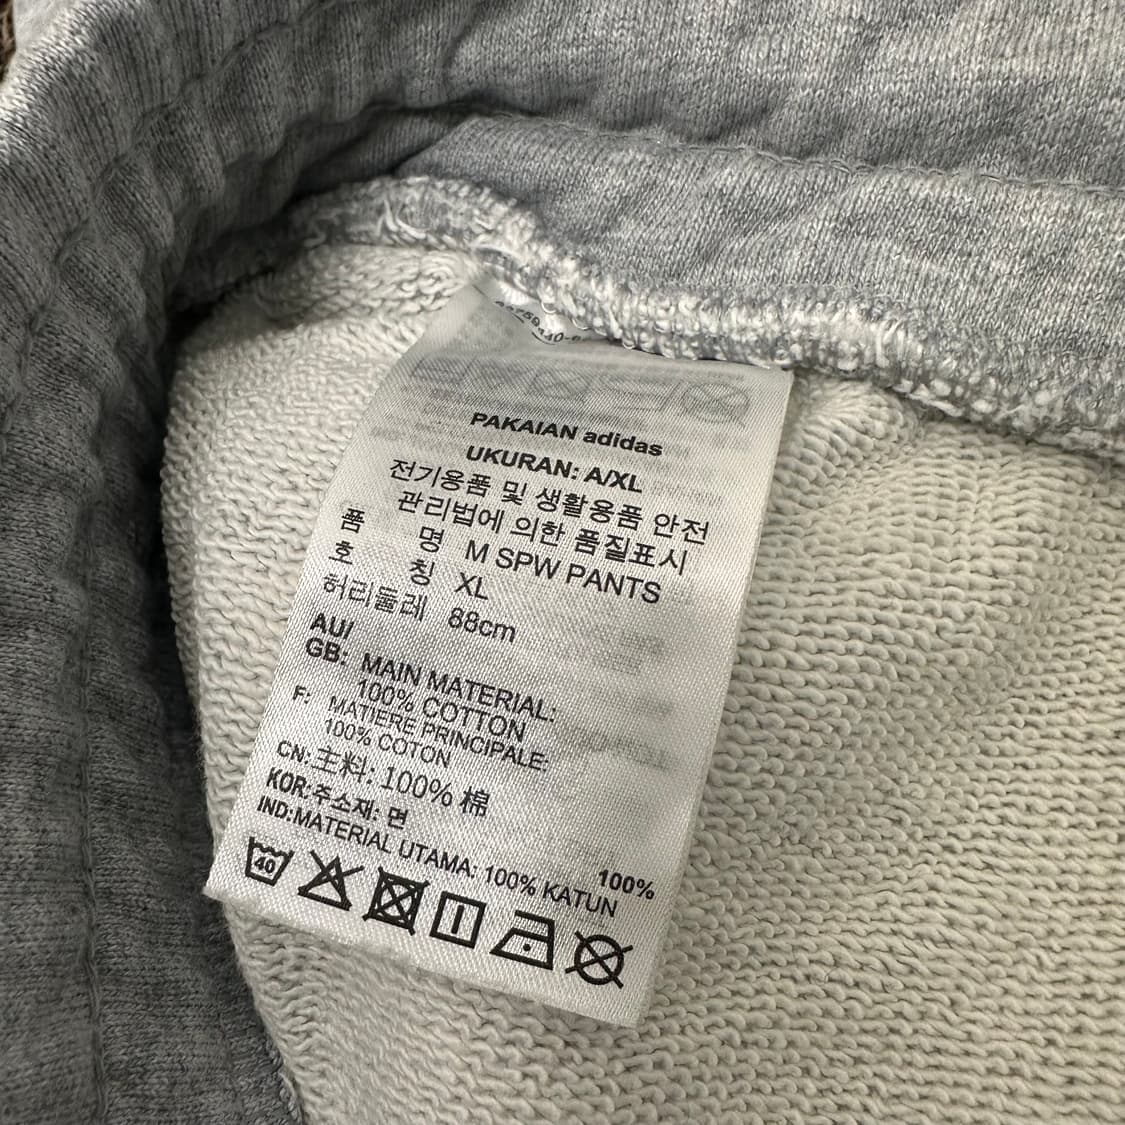 PAKAIAN adidas
UKURAN: A/XL
전기용품 및 생활용품 안전
관리법에 의한 품질표시
품 명 M SPW PANTS
호 칭 XL
허리둘레 88cm
AU/
GB: MAIN MATERIAL:
100% COTTON
F: MATIERE PRINCIPALE:
100% COTON
CN:主料: 100% 棉
KOR:주소재: 면 100%
IND:MATERIAL UTAMA: 100% KATUN
40